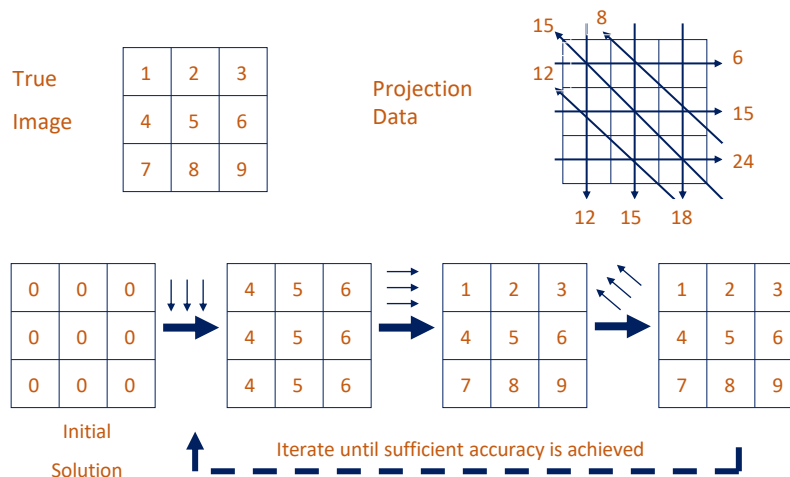 15 8
True 1 2 3 Projection 12 6
Image 4 5 6 Data 15
7 8 9 24
12 15 18
0 0 0 4 5 6 1 2 3 1 2 3
0 0 0 4 5 6 4 5 6 4 5 6
0 0 0 4 5 6 7 8 9 7 8 9
Initial
Solution
Iterate until sufficient accuracy is achieved